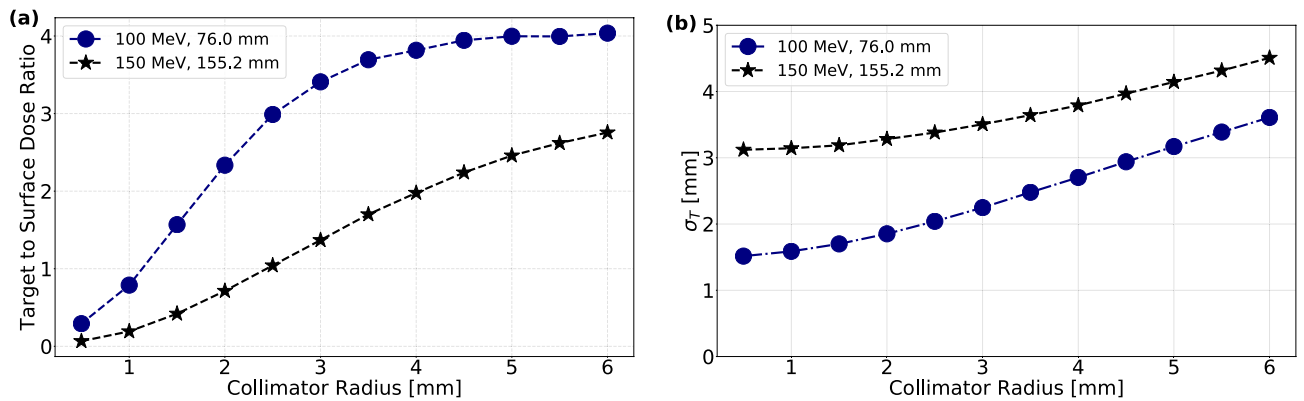 (a)
100 MeV, 76.0 mm
150 MeV, 155.2 mm
Target to Surface Dose Ratio
4
3
2
1
0
1 2 3 4 5 6
Collimator Radius [mm]
(b)
100 MeV, 76.0 mm
150 MeV, 155.2 mm
σT [mm]
5
4
3
2
1
0
1 2 3 4 5 6
Collimator Radius [mm]